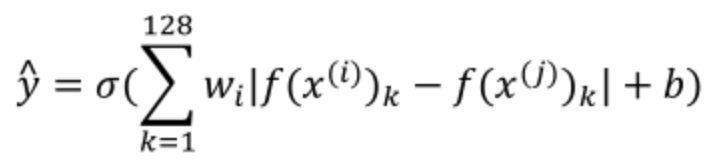 ŷ = σ(∑_{k=1}^{128} w_i|f(x^{(i)})_k − f(x^{(j)})_k| + b)